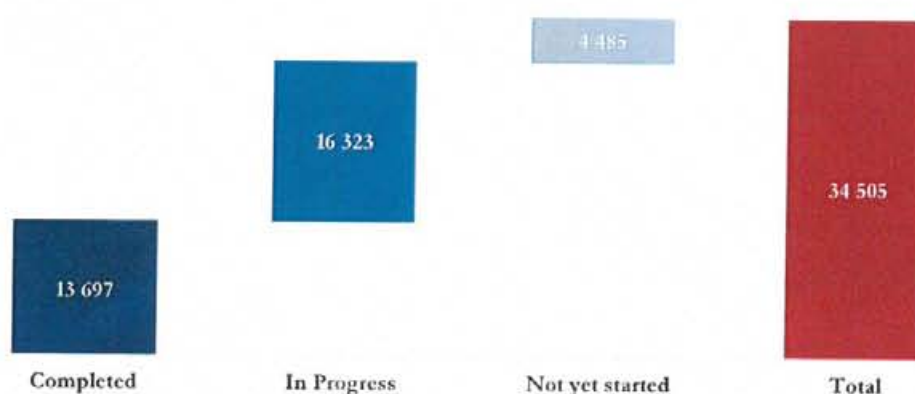 4 485
16 323
34 505
13 697
Completed
In Progress
Not yet started
Total